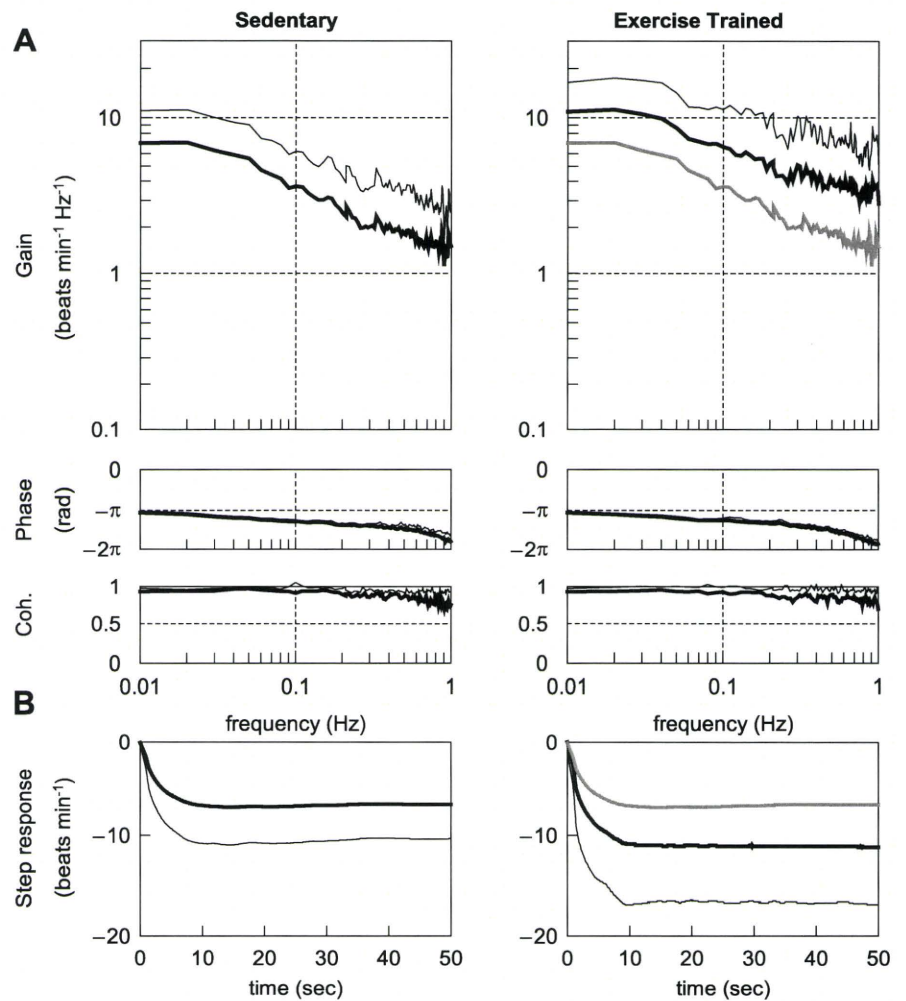 Sedentary
Exercise Trained
A
10
1
0.1
Gain
(beats min⁻¹ Hz⁻¹)
10
1
0.1
0
−π
−2π
Phase
(rad)
0
−π
−2π
1
0.5
0
Coh.
1
0.5
0
0.01 0.1 1
frequency (Hz)
0.01 0.1 1
frequency (Hz)
B
0
−10
−20
Step response
(beats min⁻¹)
0
−10
−20
0 10 20 30 40 50
time (sec)
0 10 20 30 40 50
time (sec)